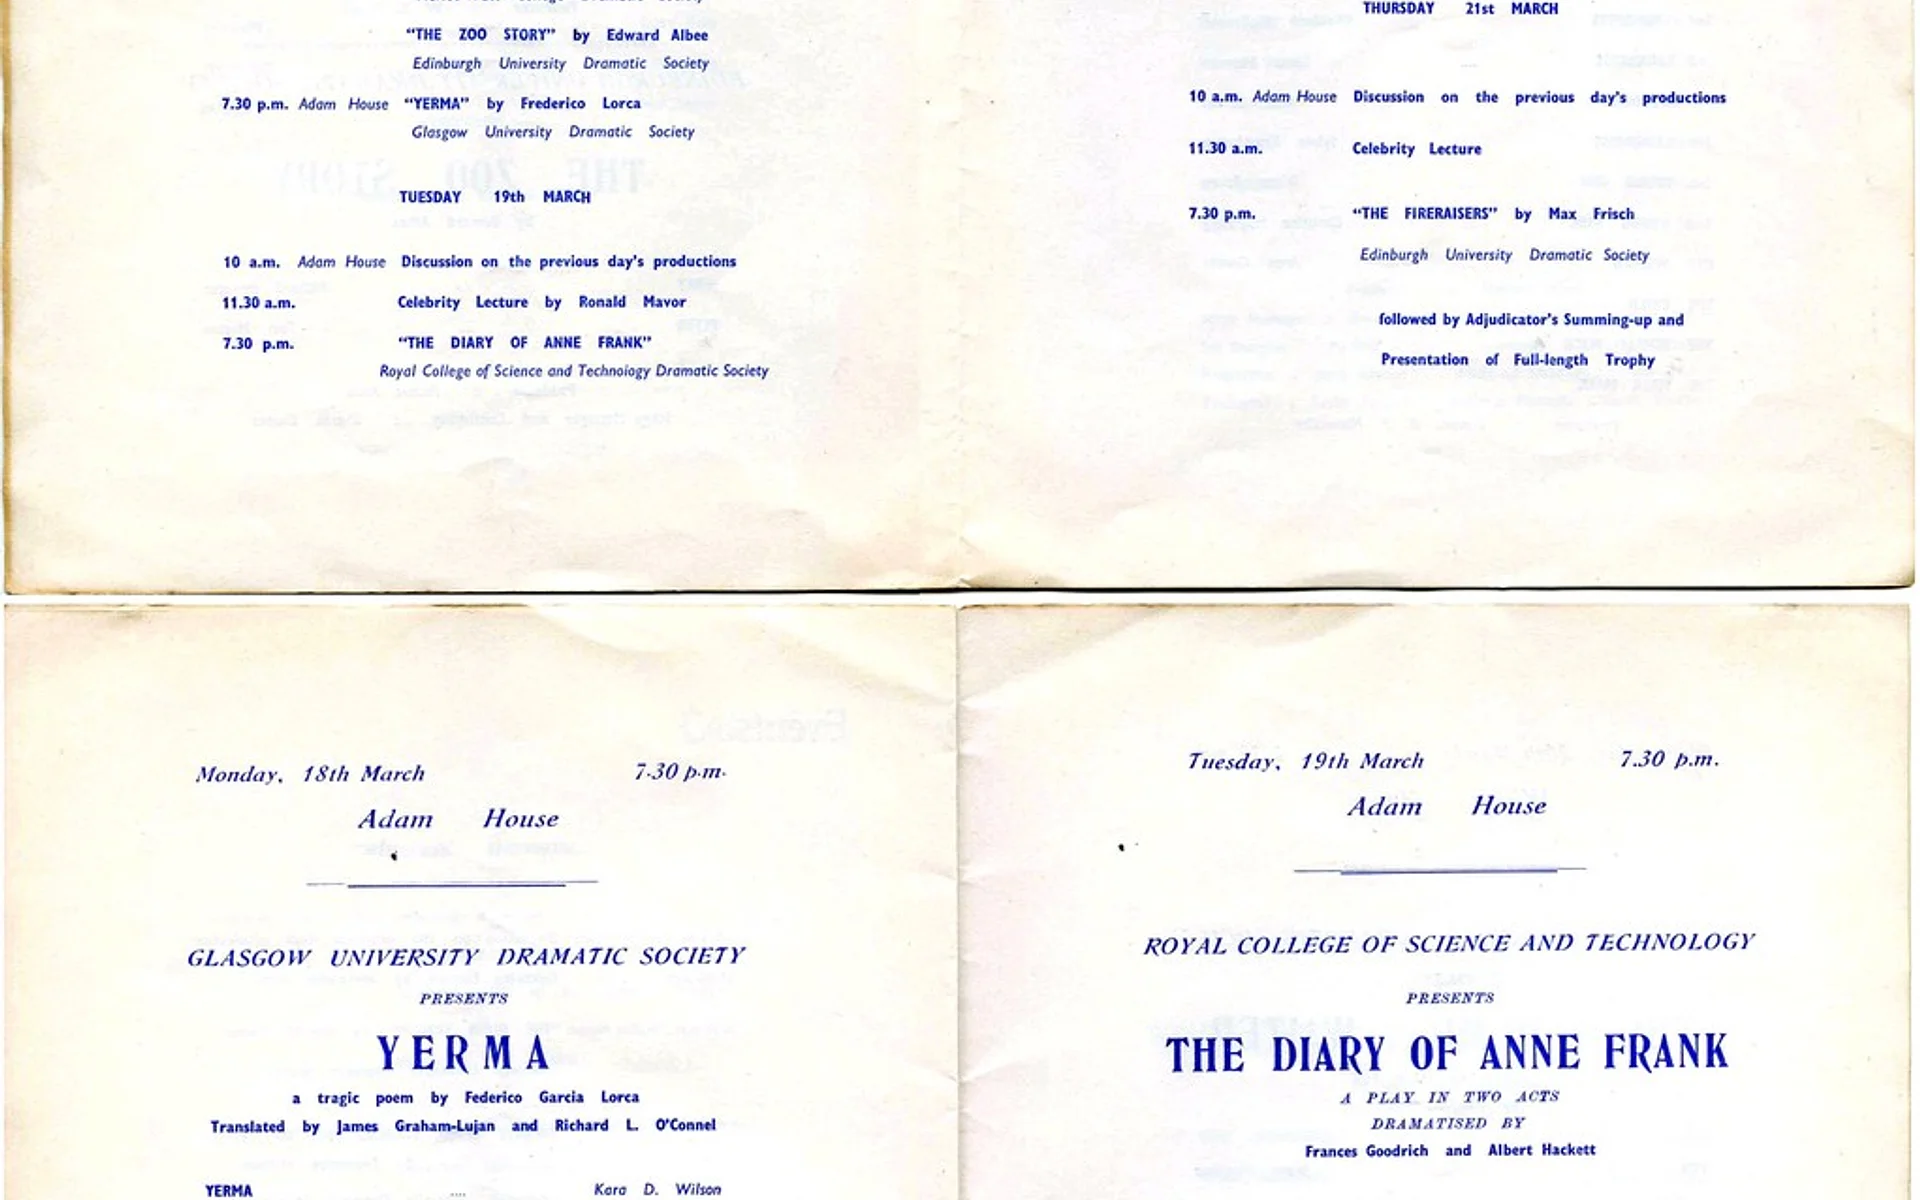 "THE ZOO STORY" by Edward Albee
Edinburgh University Dramatic Society
7.30 p.m. Adam House "YERMA" by Frederico Lorca
Glasgow University Dramatic Society
TUESDAY 19th MARCH
10 a.m. Adam House Discussion on the previous day's productions
11.30 a.m. Celebrity Lecture by Ronald Mavor
7.30 p.m. "THE DIARY OF ANNE FRANK"
Royal College of Science and Technology Dramatic Society
THURSDAY 21st MARCH
10 a.m. Adam House Discussion on the previous day's productions
11.30 a.m. Celebrity Lecture
7.30 p.m. "THE FIRERAISERS" by Max Frisch
Edinburgh University Dramatic Society
followed by Adjudicator's Summing-up and
Presentation of Full-length Trophy
Monday, 18th March 7.30 p.m.
Adam House
GLASGOW UNIVERSITY DRAMATIC SOCIETY
PRESENTS
YERMA
a tragic poem by Federico Garcia Lorca
Translated by James Graham-Lujan and Richard L. O'Connel
YERMA .... Kara D. Wilson
Tuesday, 19th March 7.30 p.m.
Adam House
ROYAL COLLEGE OF SCIENCE AND TECHNOLOGY
PRESENTS
THE DIARY OF ANNE FRANK
A PLAY IN TWO ACTS
DRAMATISED BY
Frances Goodrich and Albert Hackett